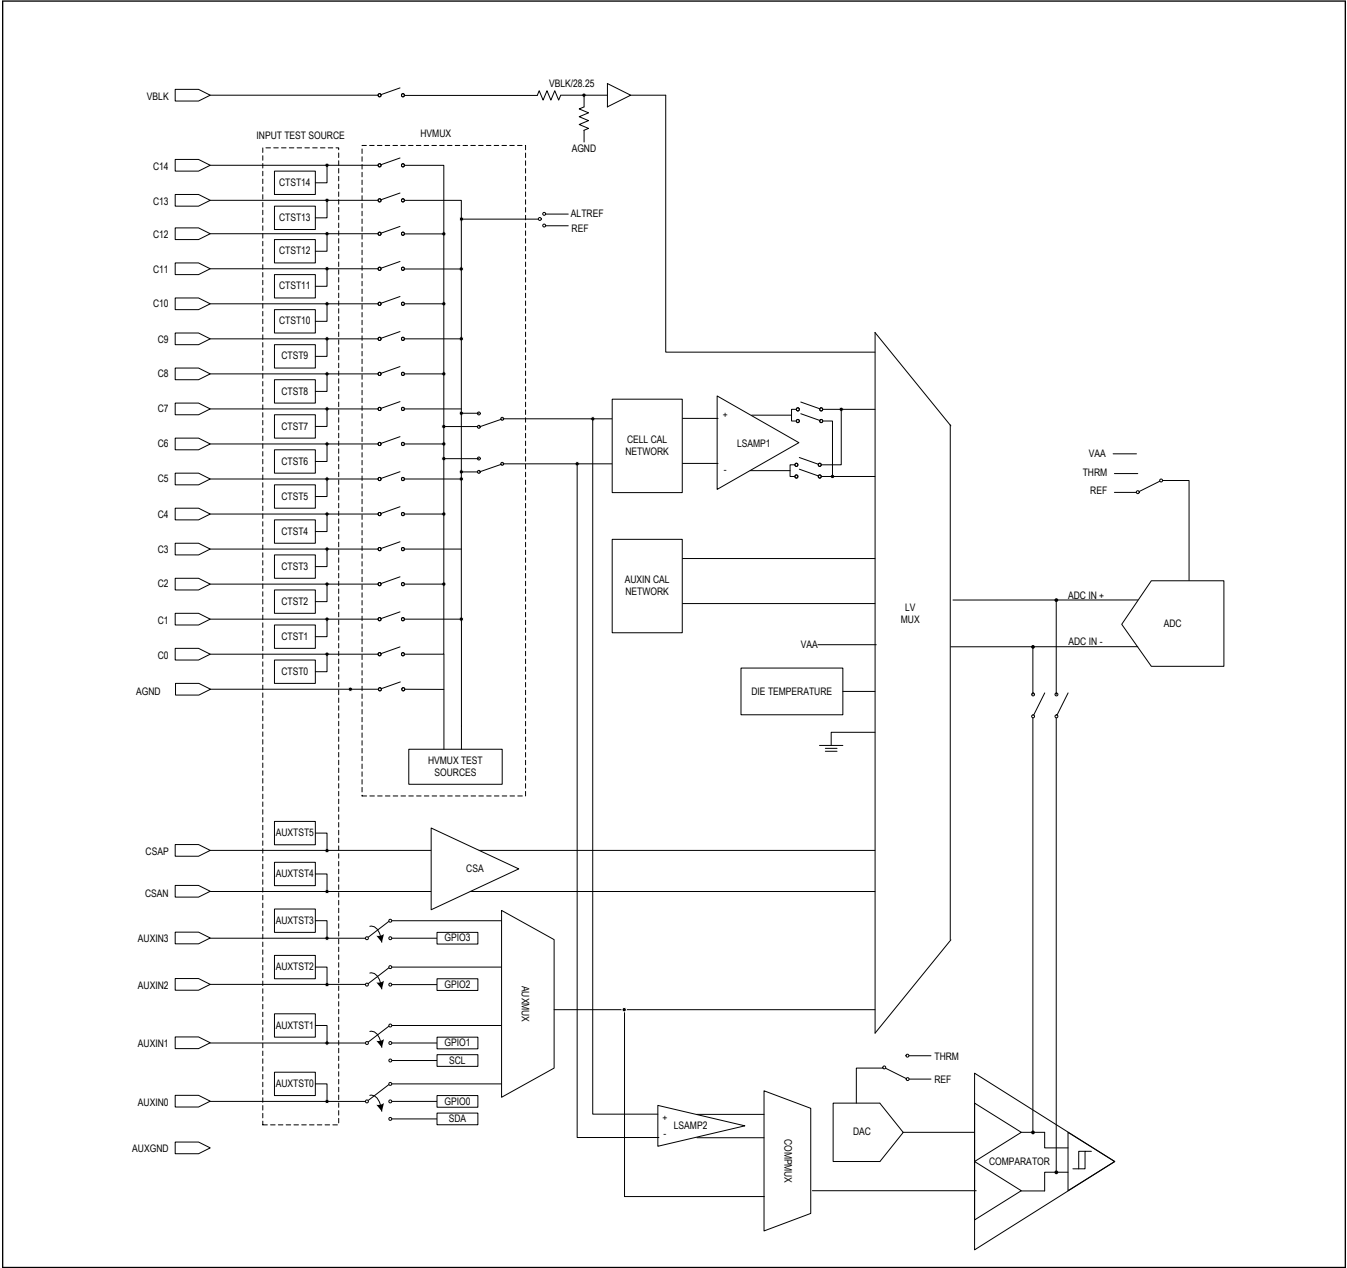 VBLK
VBLK/28.25
AGND
INPUT TEST SOURCE
HVMUX
C14
CTST14
C13
CTST13
ALTREF
REF
C12
CTST12
C11
CTST11
C10
CTST10
C9
CTST9
C8
CTST8
C7
CTST7
C6
CTST6
C5
CTST5
C4
CTST4
C3
CTST3
C2
CTST2
C1
CTST1
C0
CTST0
AGND
HVMUX TEST
SOURCES
CELL CAL
NETWORK
+
LSAMP1
-
AUXIN CAL
NETWORK
VAA
DIE TEMPERATURE
LV
MUX
VAA
THRM
REF
ADC IN +
ADC IN -
ADC
AUXTST5
CSAP
AUXTST4
CSAN
CSA
AUXTST3
AUXIN3
GPIO3
AUXTST2
AUXIN2
GPIO2
AUXTST1
AUXIN1
GPIO1
SCL
AUXTST0
AUXIN0
GPIO0
SDA
AUXGND
AUXMUX
+
LSAMP2
-
COMPMUX
THRM
REF
DAC
COMPARATOR